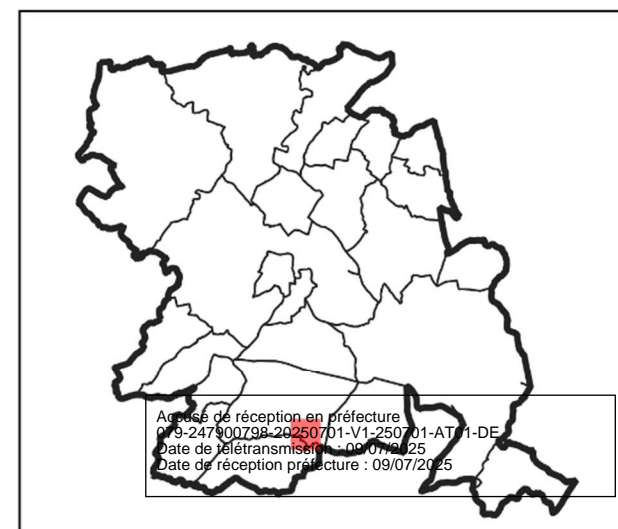 Accusé de réception en préfecture
079-247900798-20250701-V1-250701-AT01-DE
Date de télétransmission : 09/07/2025
Date de réception préfecture : 09/07/2025